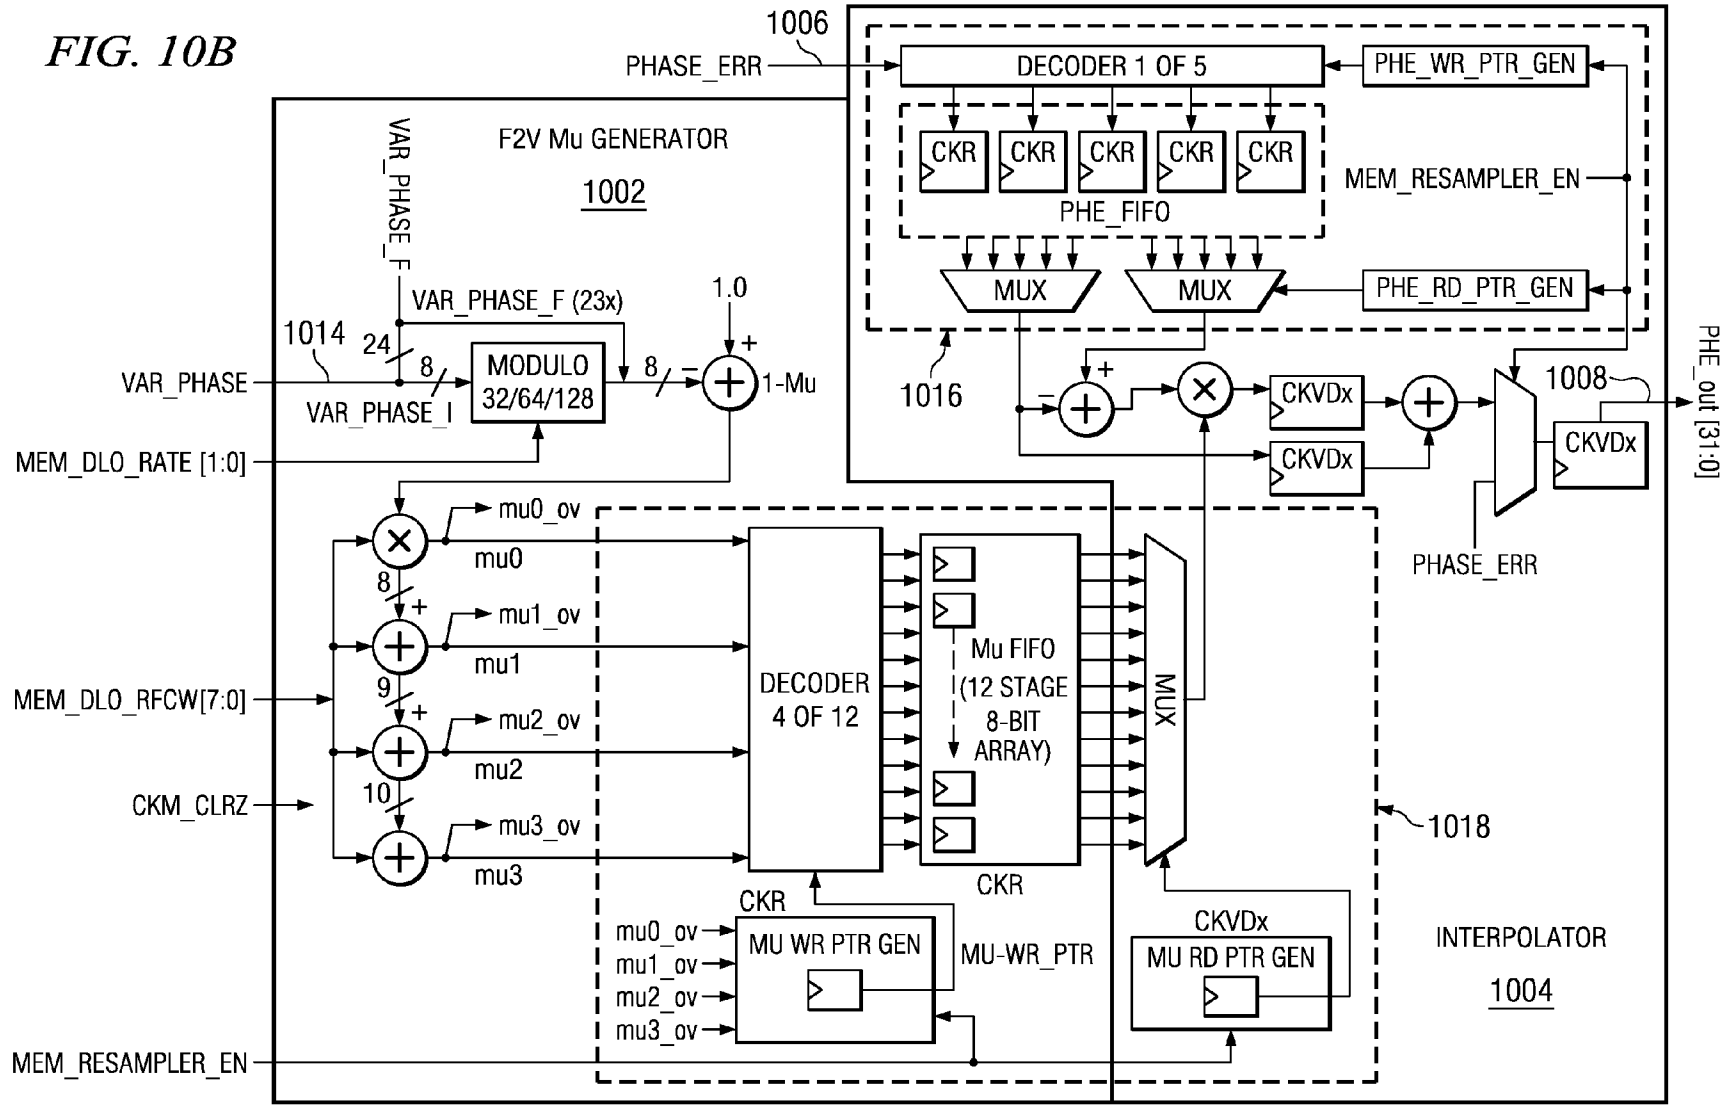 FIG. 10B
1006
PHASE_ERR
DECODER 1 OF 5
PHE_WR_PTR_GEN
F2V Mu GENERATOR
1002
VAR_PHASE_F
CKR
CKR
CKR
CKR
CKR
PHE_FIFO
MEM_RESAMPLER_EN
MUX
MUX
PHE_RD_PTR_GEN
1016
VAR_PHASE_F (23x)
1.0
1014
24
8
MODULO
32/64/128
8
−
+
+
1-Mu
VAR_PHASE
VAR_PHASE_I
MEM_DLO_RATE [1:0]
−
+
+
×
CKVDx
CKVDx
+
1008
CKVDx
PHE_out [31:0]
PHASE_ERR
×
mu0_ov
mu0
8
+
+
mu1_ov
mu1
9
+
+
mu2_ov
mu2
10
+
mu3_ov
mu3
MEM_DLO_RFCW[7:0]
CKM_CLRZ
DECODER
4 OF 12
Mu FIFO
(12 STAGE
8-BIT
ARRAY)
CKR
MUX
1018
CKR
mu0_ov
mu1_ov
mu2_ov
mu3_ov
MU WR PTR GEN
MU-WR_PTR
CKVDx
MU RD PTR GEN
INTERPOLATOR
1004
MEM_RESAMPLER_EN